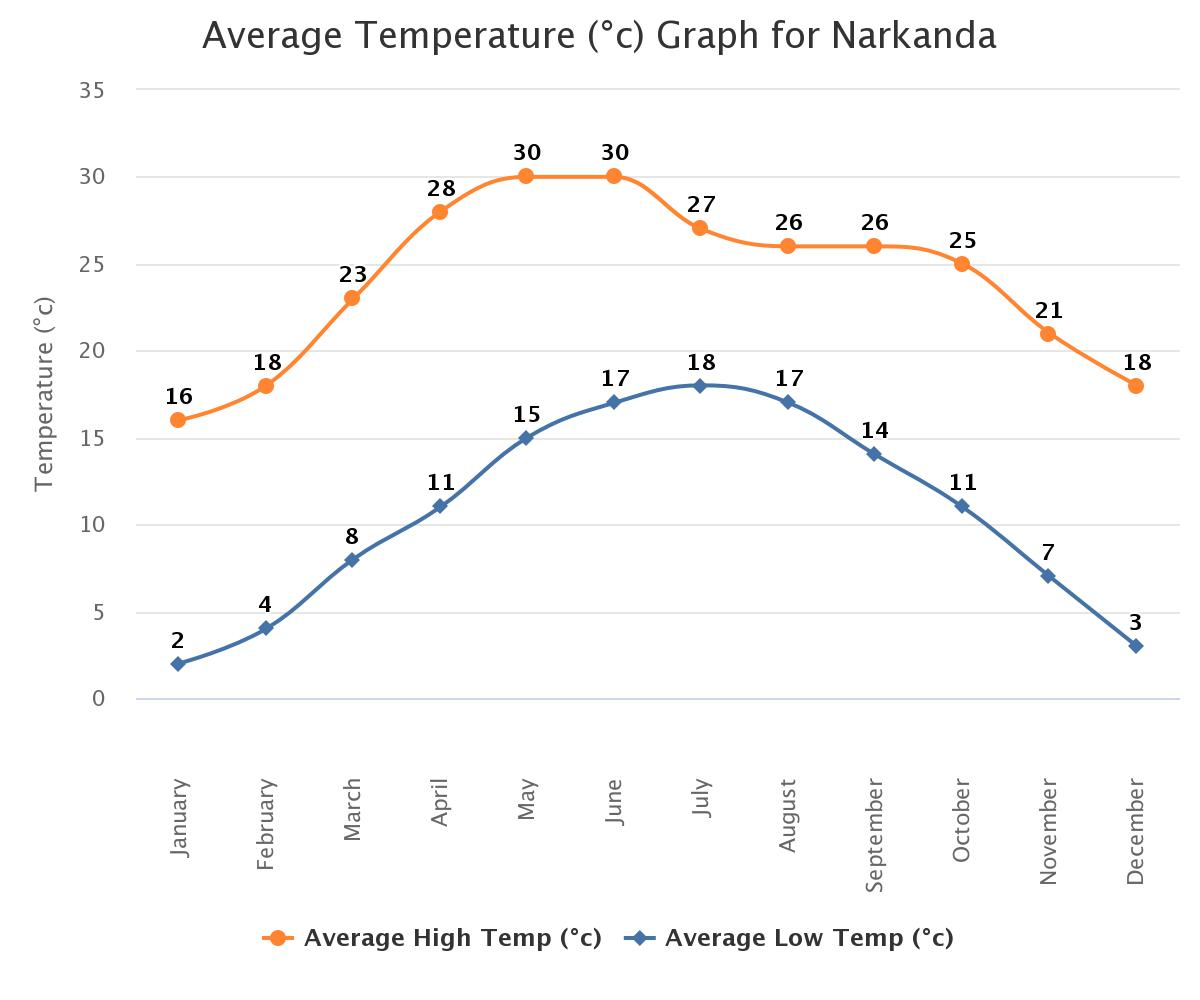 Average Temperature (°c) Graph for Narkanda
Temperature (°c)
35
30
25
20
15
10
5
0
16
18
23
28
30
30
27
26
26
25
21
18
2
4
8
11
15
17
18
17
14
11
7
3
January
February
March
April
May
June
July
August
September
October
November
December
Average High Temp (°c)
Average Low Temp (°c)